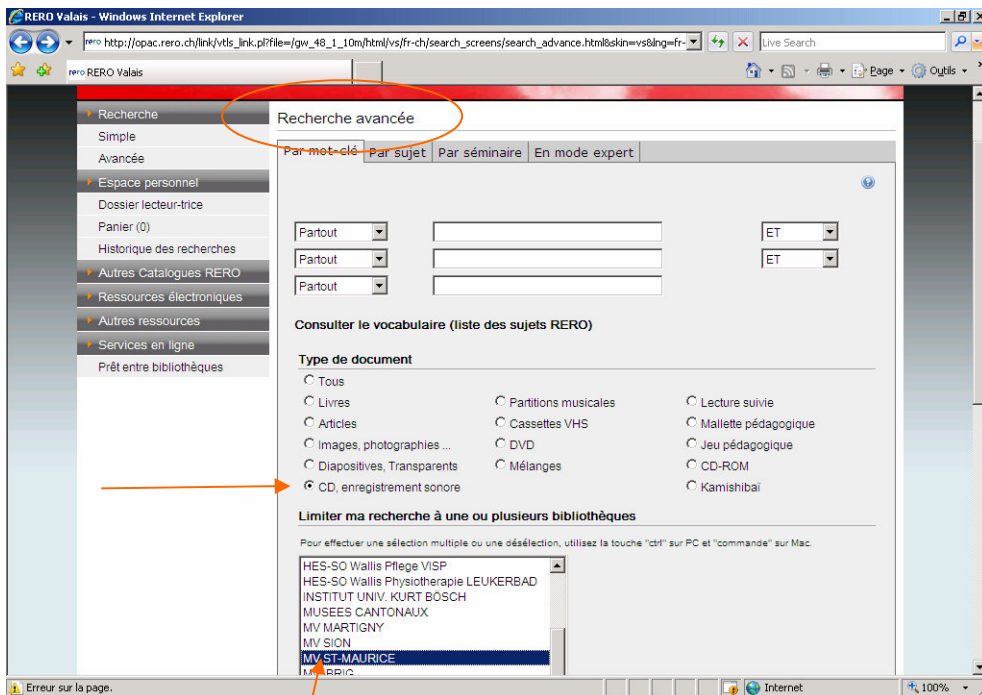 RERO Valais - Windows Internet Explorer
rero http://opac.rero.ch/link/vtls_link.pl?file=/gw_48_1_10m/html/vs/fr-ch/search_screens/search_advance.html&skin=vs&lng=fr-
Live Search
rero RERO Valais
Page
Outils
Recherche
Simple
Avancée
Espace personnel
Dossier lecteur-trice
Panier (0)
Historique des recherches
Autres Catalogues RERO
Ressources électroniques
Autres ressources
Services en ligne
Prêt entre bibliothèques
Recherche avancée
Par mot-clé Par sujet Par séminaire En mode expert
Partout ET
Partout ET
Partout
Consulter le vocabulaire (liste des sujets RERO)
Type de document
Tous
Livres Partitions musicales Lecture suivie
Articles Cassettes VHS Mallette pédagogique
Images, photographies ... DVD Jeu pédagogique
Diapositives, Transparents Mélanges CD-ROM
CD, enregistrement sonore Kamishibaï
Limiter ma recherche à une ou plusieurs bibliothèques
Pour effectuer une sélection multiple ou une désélection, utilisez la touche "ctrl" sur PC et "commande" sur Mac.
HES-SO Wallis Pflege VISP
HES-SO Wallis Physiotherapie LEUKERBAD
INSTITUT UNIV. KURT BÖSCH
MUSEES CANTONAUX
MV MARTIGNY
MV SION
MV ST-MAURICE
Erreur sur la page.
Internet
100%